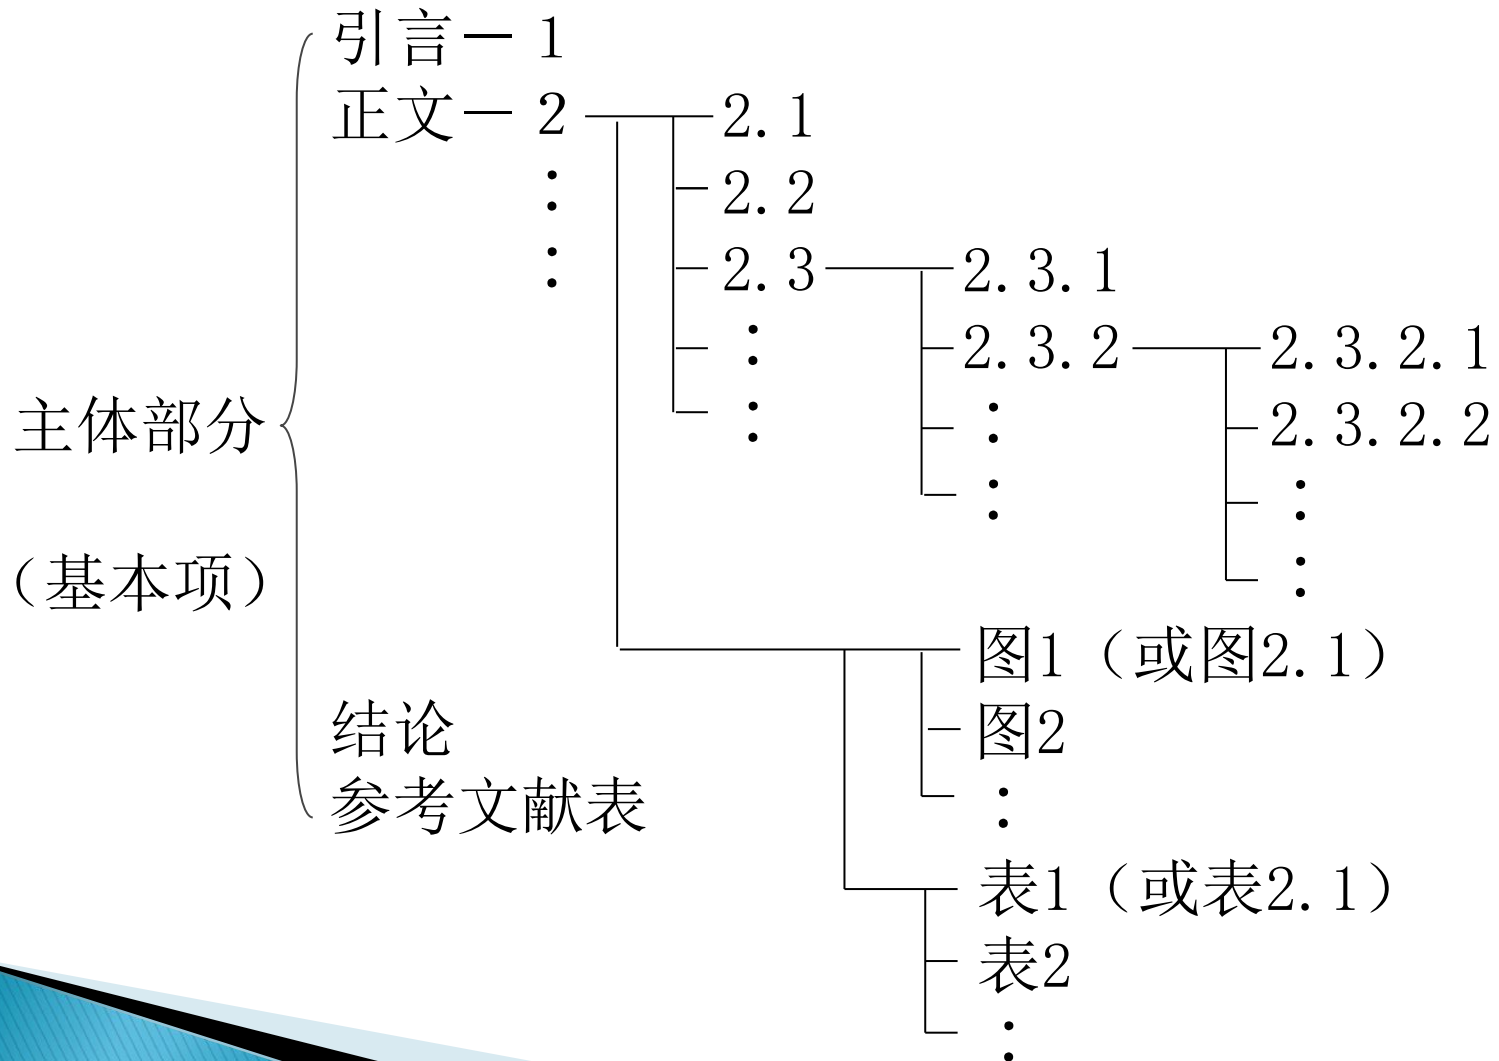 引言－ 1
正文－ 2
2.1
2.2
2.3
2.3.1
2.3.2
2.3.2.1
2.3.2.2
主体部分
（基本项）
图1（或图2.1）
图2
结论
参考文献表
表1（或表2.1）
表2